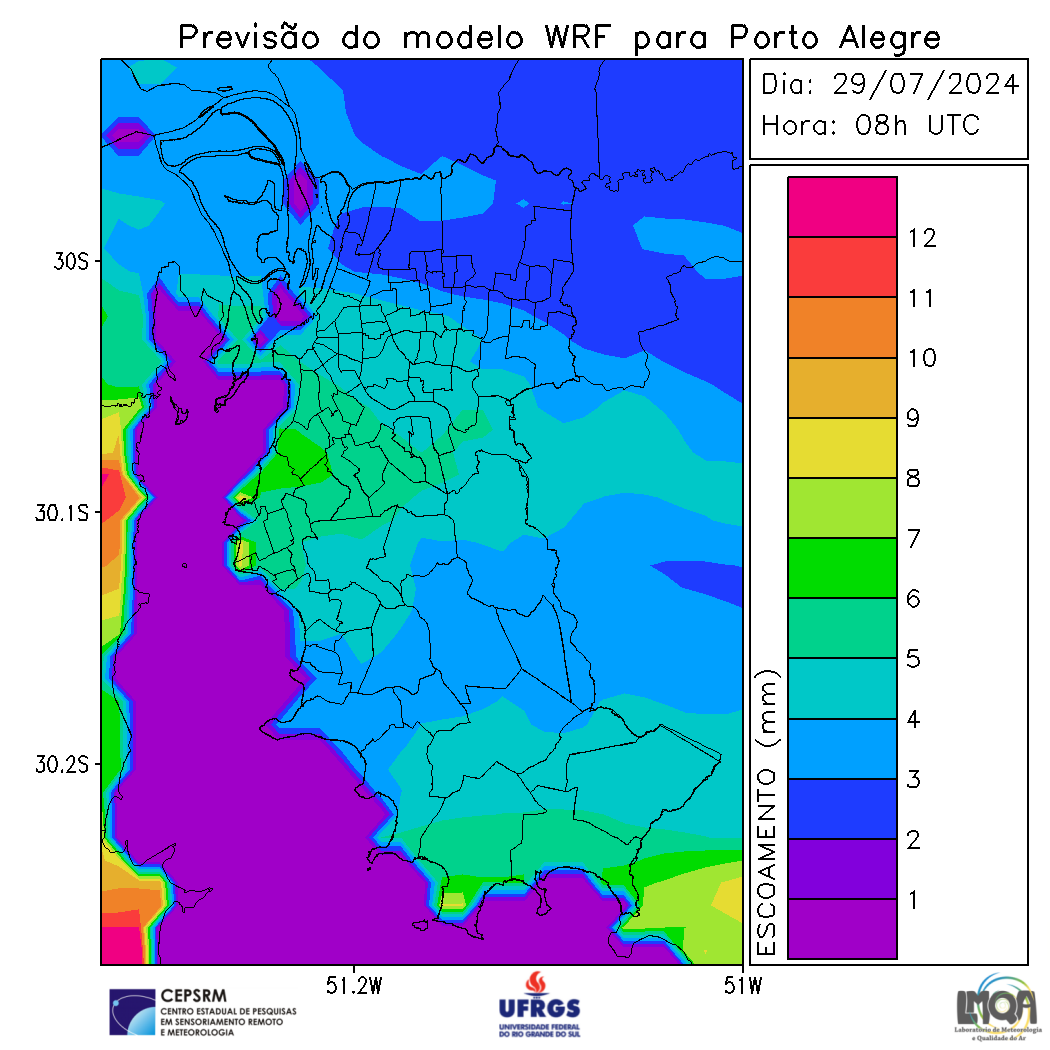 Previsão do modelo WRF para Porto Alegre
Dia: 29/07/2024
Hora: 08h UTC
30S
30.1S
30.2S
51.2W
51W
12
11
10
9
8
7
6
5
4
3
2
1
ESCOAMENTO (mm)
CEPSRM
CENTRO ESTADUAL DE PESQUISAS
EM SENSORIAMENTO REMOTO
E METEOROLOGIA
UFRGS
UNIVERSIDADE FEDERAL
DO RIO GRANDE DO SUL
LMQA
Laboratório de Meteorologia
e Qualidade do Ar